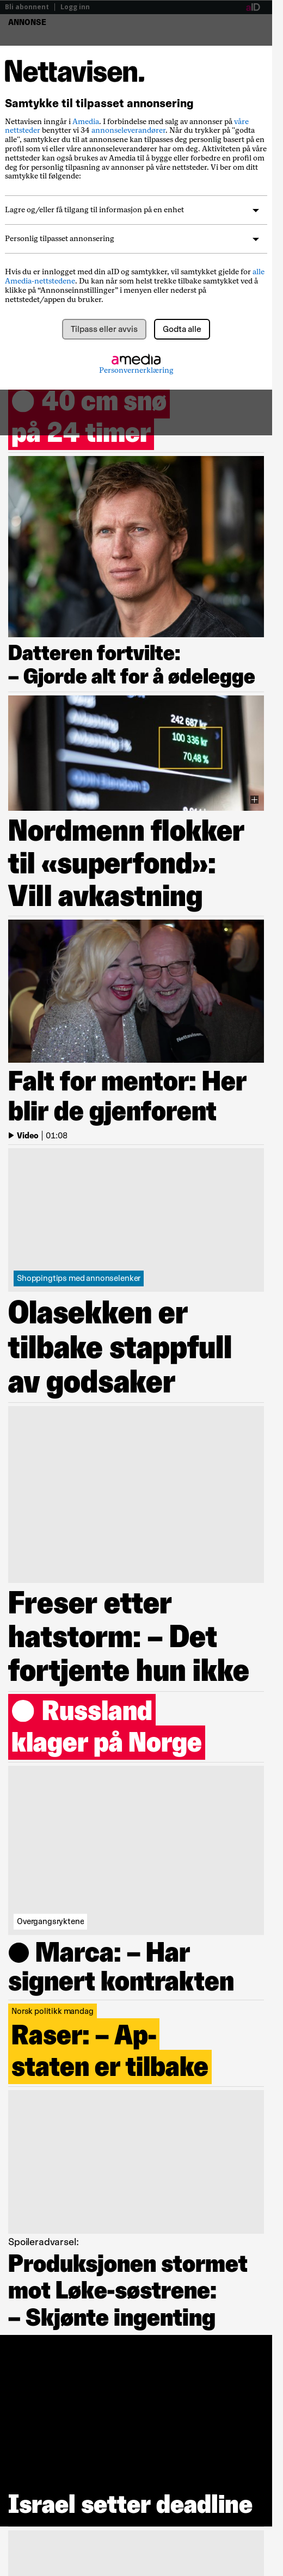 Bli abonnent | Logg inn
aID
ANNONSE
Nettavisen.
Samtykke til tilpasset annonsering
Nettavisen inngår i Amedia. I forbindelse med salg av annonser på våre
nettsteder benytter vi 34 annonseleverandører. Når du trykker på "godta
alle", samtykker du til at annonsene kan tilpasses deg personlig basert på en
profil som vi eller våre annonseleverandører har om deg. Aktiviteten på våre
nettsteder kan også brukes av Amedia til å bygge eller forbedre en profil om
deg for personlig tilpasning av annonser på våre nettsteder. Vi ber om ditt
samtykke til følgende:
Lagre og/eller få tilgang til informasjon på en enhet
Personlig tilpasset annonsering
Hvis du er innlogget med din aID og samtykker, vil samtykket gjelde for alle
Amedia-nettstedene. Du kan når som helst trekke tilbake samtykket ved å
klikke på “Annonseinnstillinger” i menyen eller nederst på
nettstedet/appen du bruker.
Tilpass eller avvis
Godta alle
amedia
Personvernerklæring
40 cm snø
på 24 timer
Datteren fortvilte:
– Gjorde alt for å ødelegge
242 687 kr
100 336 kr
70,48 %
Nordmenn flokker
til «superfond»:
Vill avkastning
Falt for mentor: Her
blir de gjenforent
Video | 01:08
Shoppingtips med annonselenker
Olasekken er
tilbake stappfull
av godsaker
Freser etter
hatstorm: – Det
fortjente hun ikke
Russland
klager på Norge
Overgangsryktene
Marca: – Har
signert kontrakten
Norsk politikk mandag
Raser: – Ap-
staten er tilbake
Spoileradvarsel:
Produksjonen stormet
mot Løke-søstrene:
– Skjønte ingenting
Israel setter deadline